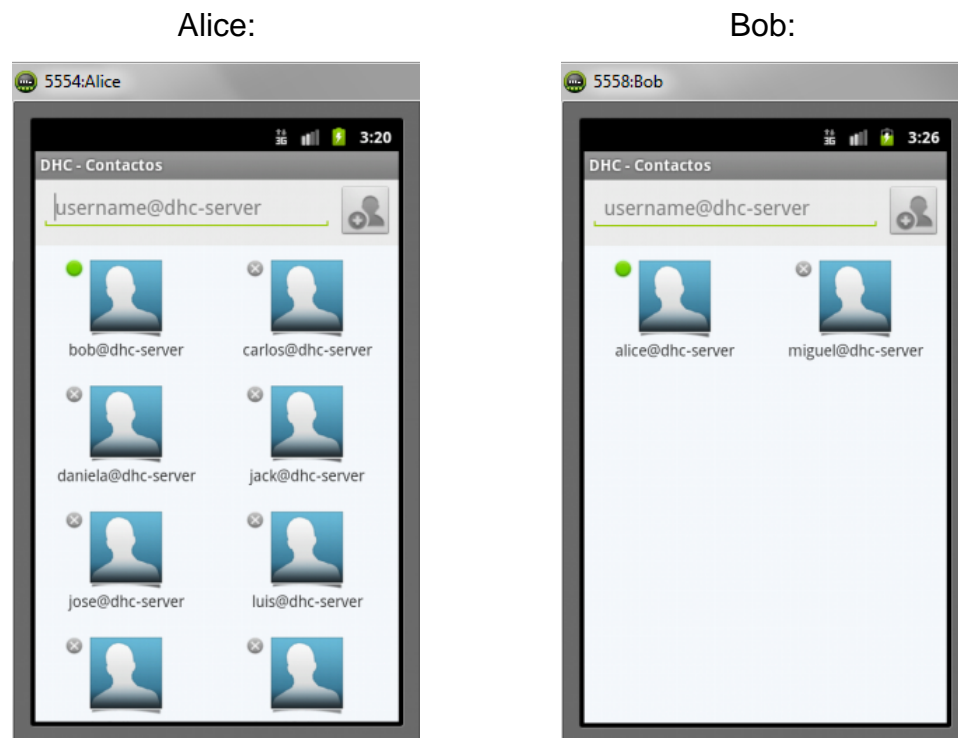 Alice:
5554:Alice
3G 3:20
DHC - Contactos
username@dhc-server
bob@dhc-server carlos@dhc-server
daniela@dhc-server jack@dhc-server
jose@dhc-server luis@dhc-server
Bob:
5558:Bob
3G 3:26
DHC - Contactos
username@dhc-server
alice@dhc-server miguel@dhc-server